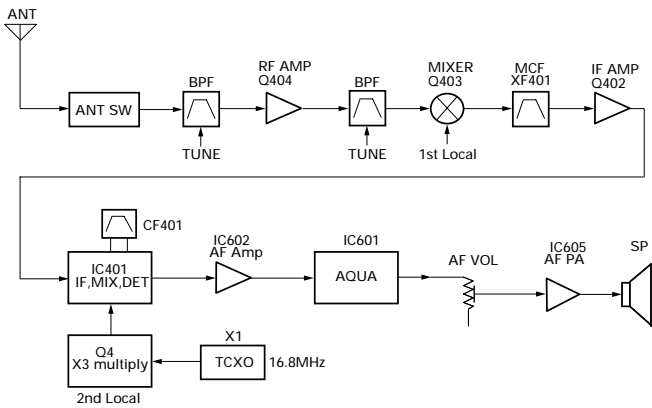 ANT
ANT SW
BPF
TUNE
RF AMP
Q404
BPF
TUNE
MIXER
Q403
1st Local
MCF
XF401
IF AMP
Q402
CF401
IC401
IF,MIX,DET
IC602
AF Amp
IC601
AQUA
AF VOL
IC605
AF PA
SP
Q4
X3 multiply
2nd Local
X1
TCXO
16.8MHz